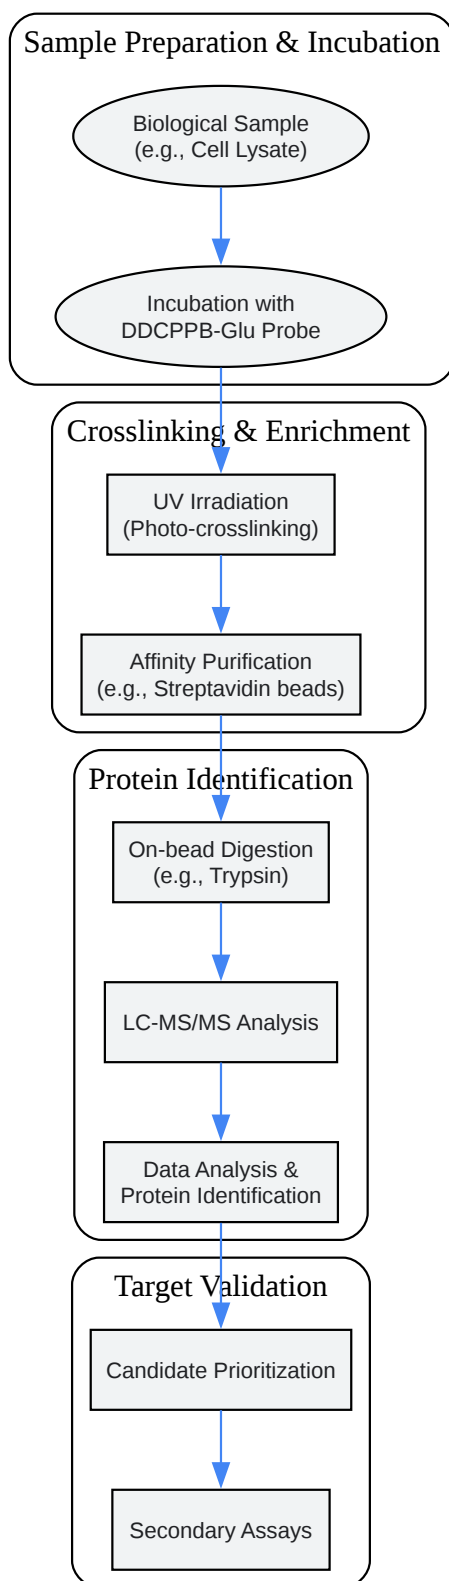 Sample Preparation & Incubation
Biological Sample
(e.g., Cell Lysate)
Incubation with
DDCPPB-Glu Probe
Crosslinking & Enrichment
UV Irradiation
(Photo-crosslinking)
Affinity Purification
(e.g., Streptavidin beads)
Protein Identification
On-bead Digestion
(e.g., Trypsin)
LC-MS/MS Analysis
Data Analysis &
Protein Identification
Target Validation
Candidate Prioritization
Secondary Assays